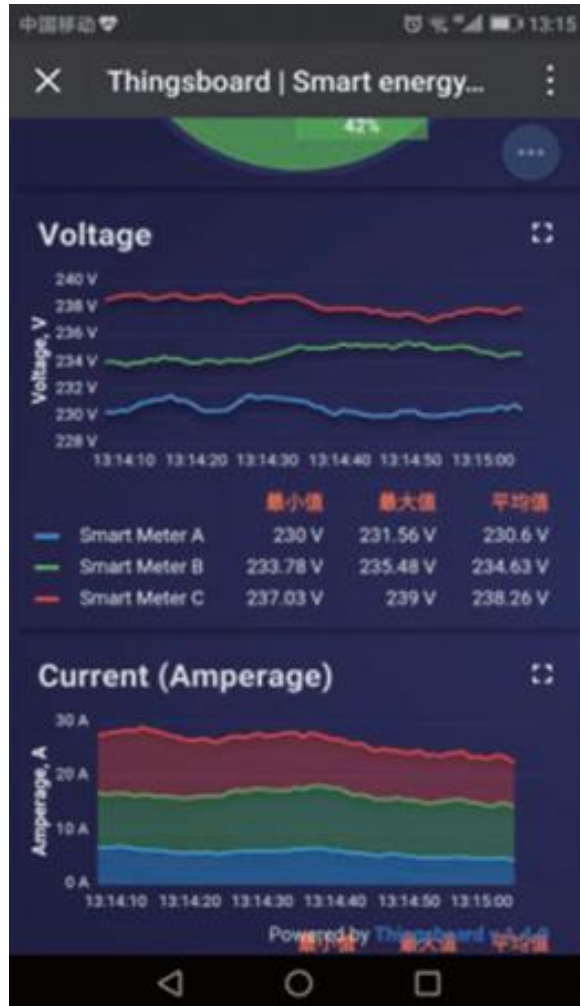 中国移动 13:15
Thingsboard | Smart energy...
42%
Voltage
Voltage, V
240 V
238 V
236 V
234 V
232 V
230 V
228 V
13:14:10 13:14:20 13:14:30 13:14:40 13:14:50 13:15:00
最小值 最大值 平均值
Smart Meter A 230 V 231.56 V 230.6 V
Smart Meter B 233.78 V 235.48 V 234.63 V
Smart Meter C 237.03 V 239 V 238.26 V
Current (Amperage)
Amperage, A
30 A
20 A
10 A
0 A
13:14:10 13:14:20 13:14:30 13:14:40 13:14:50 13:15:00
Powered by Thingsboard
最小值 最大值 平均值